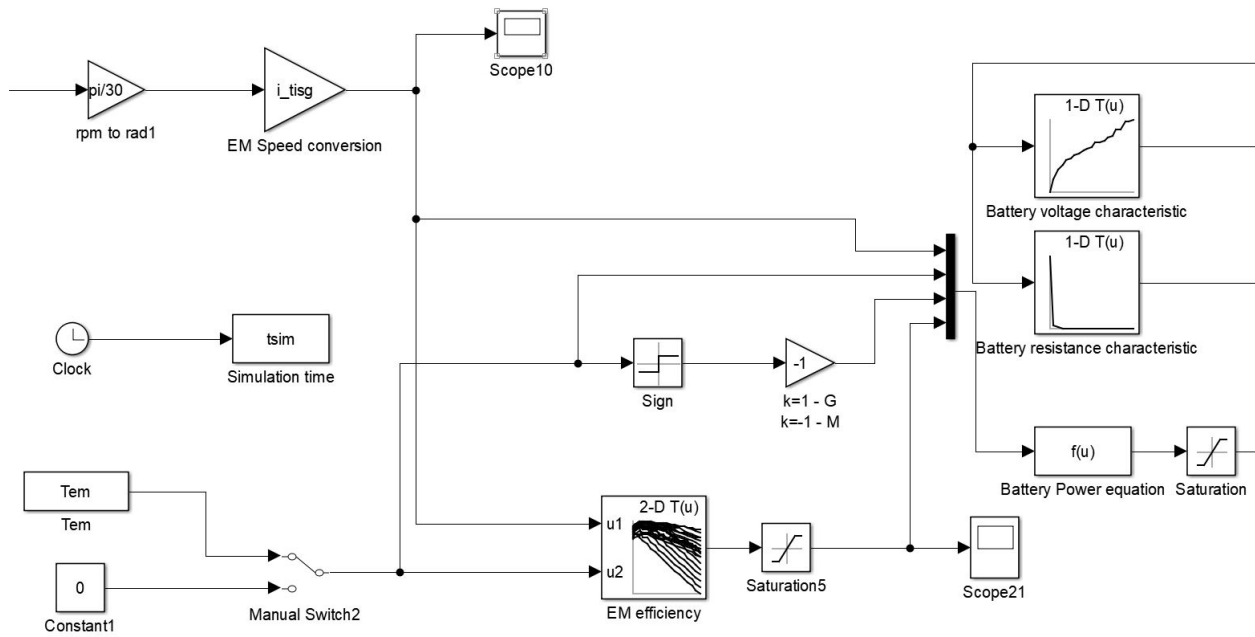 Scope10
pi/30
rpm to rad1
i_tisg
EM Speed conversion
1-D T(u)
Battery voltage characteristic
1-D T(u)
Battery resistance characteristic
Clock
tsim
Simulation time
Sign
-1
k=1 - G
k=-1 - M
f(u)
Battery Power equation
Saturation
Tem
Tem
0
Constant1
Manual Switch2
2-D T(u)
u1
u2
EM efficiency
Saturation5
Scope21